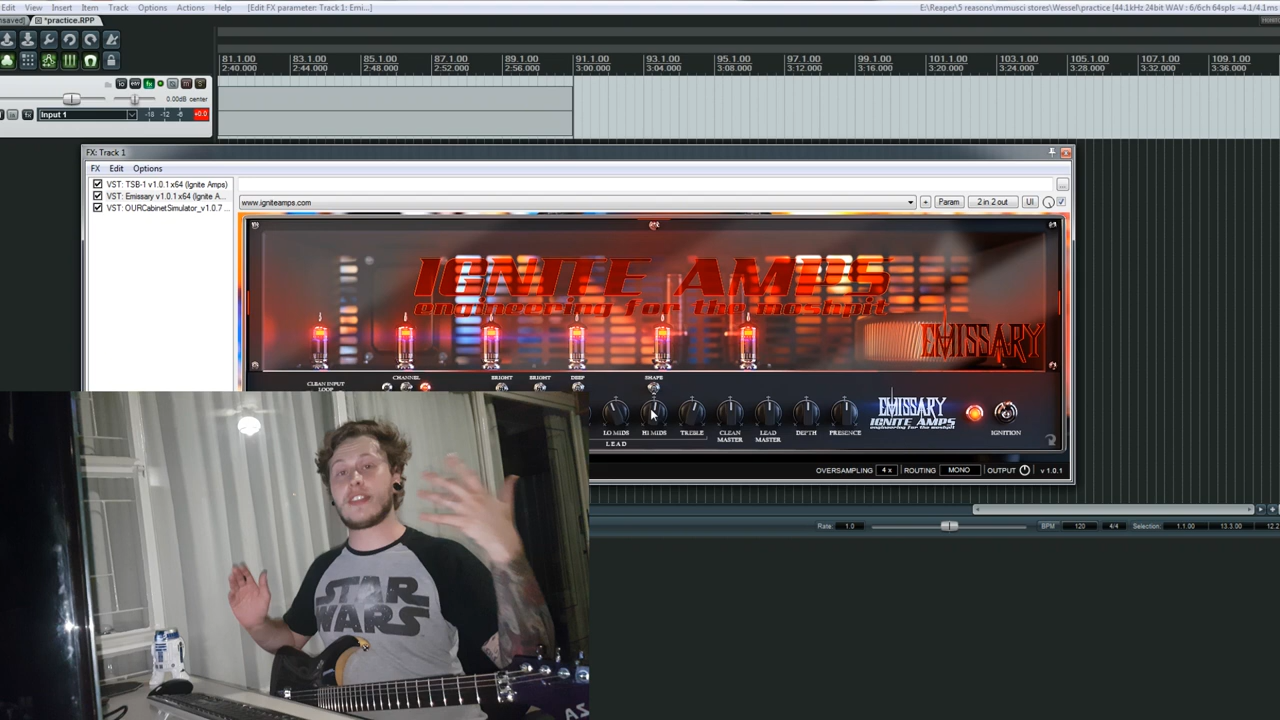 Edit View Insert Item Track Options Actions Help [Edit FX parameter: Track 1: Emi...]
E:\Reaper\5 reasons\mmusci stores\Wessel\practice [44.1kHz 24bit WAV : 6/6ch 64spls ~4.1/4.1ms
*practice.RPP
81.1.00 83.1.00 85.1.00 87.1.00 89.1.00 91.1.00 93.1.00 95.1.00 97.1.00 99.1.00 101.1.00 103.1.00 105.1.00 107.1.00 109.1.00
2:40.000 2:44.000 2:48.000 2:52.000 2:56.000 3:00.000 3:04.000 3:08.000 3:12.000 3:16.000 3:20.000 3:24.000 3:28.000 3:32.000 3:36.000
0.00dB center
Input 1 -18 -12 -6 +0.0
FX: Track 1
FX Edit Options
VST: TSB-1 v1.0.1 x64 (Ignite Amps)
VST: Emissary v1.0.1 x64 (Ignite A...
VST: OURCabinetSimulator_v1.0.7 ...
www.igniteamps.com
+ Param 2 in 2 out UI
IGNITE AMPS
engineering for the moshpit
EMISSARY
CLEAN INPUT
LOOP
CHANNEL BRIGHT BRIGHT DEEP SHAPE
LO MIDS HI MIDS TREBLE CLEAN MASTER LEAD MASTER DEPTH PRESENCE
LEAD
EMISSARY
IGNITE AMPS
engineering for the moshpit
IGNITION
OVERSAMPLING 4 x ROUTING MONO OUTPUT v 1.0.1
Rate: 1.0 BPM 120 4/4 Selection: 1.1.00 13.3.00 12.2
STAR
WARS